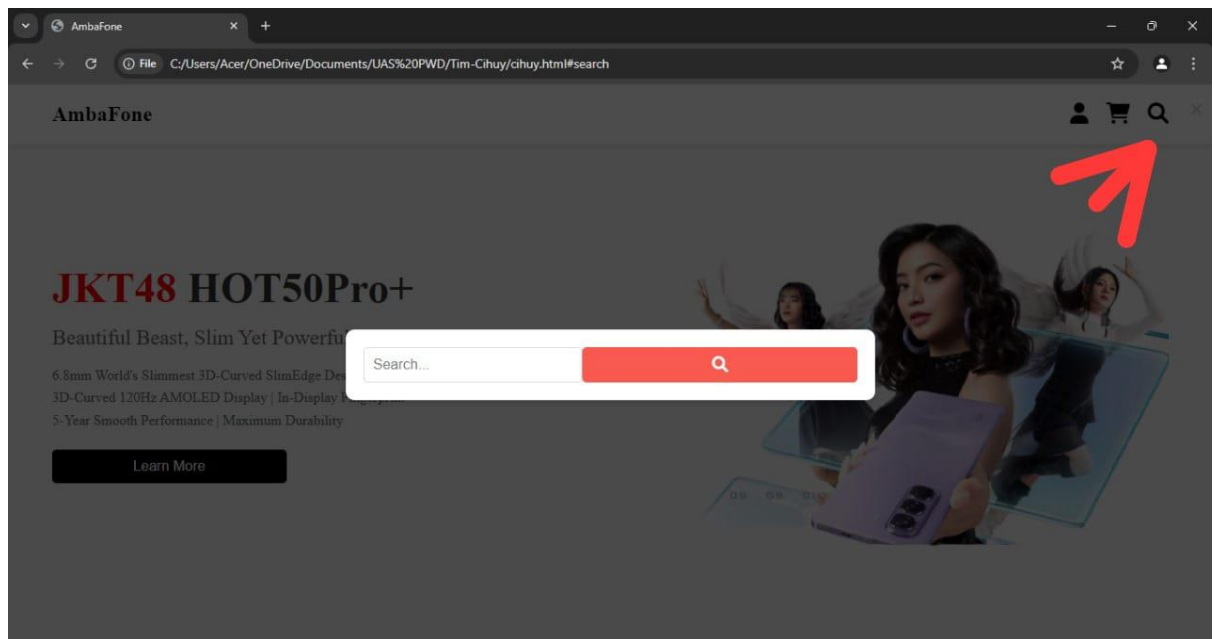 AmbaFone
File C:/Users/Acer/OneDrive/Documents/UAS%20PWD/Tim-Cihuy/cihuy.html#search
AmbaFone
JKT48 HOT50Pro+
Beautiful Beast, Slim Yet Powerfu
Search...
6.8mm World's Slimmest 3D-Curved SlimEdge Des
3D-Curved 120Hz AMOLED Display | In-Display
5-Year Smooth Performance | Maximum Durability
Learn More